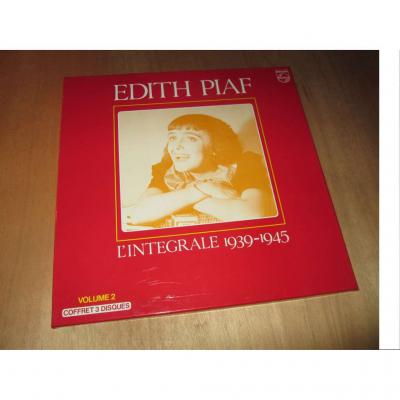 PHILIPS
EDITH PIAF
L'INTEGRALE 1939-1945
VOLUME 2
COFFRET 3 DISQUES